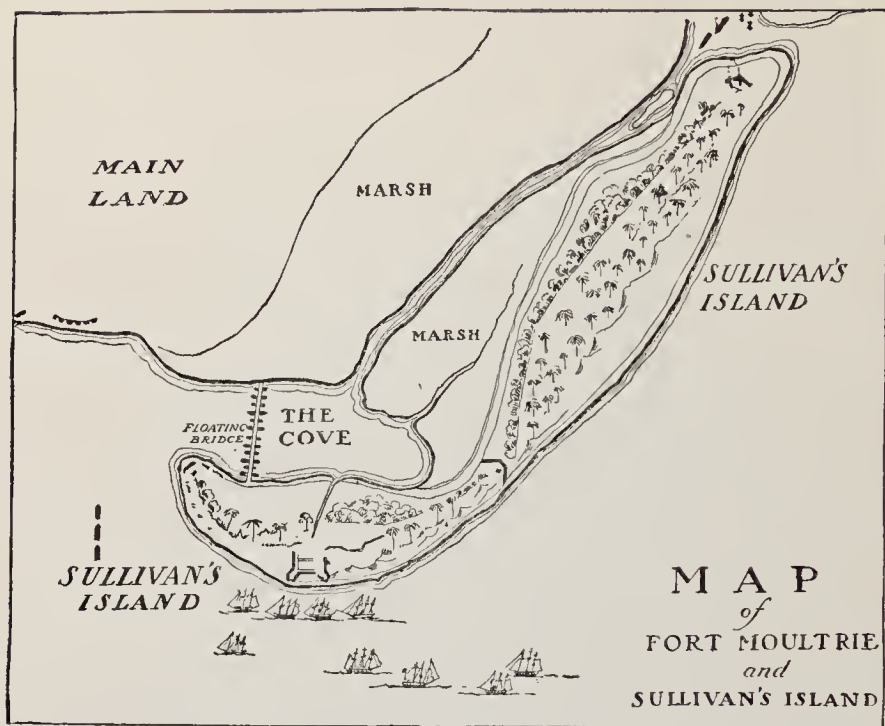 MAIN
LAND
MARSH
SULLIVAN'S
ISLAND
MARSH
FLOATING
BRIDGE
THE
COVE
SULLIVAN'S
ISLAND
MAP
of
FORT MOULTRIE
and
SULLIVAN'S ISLAND